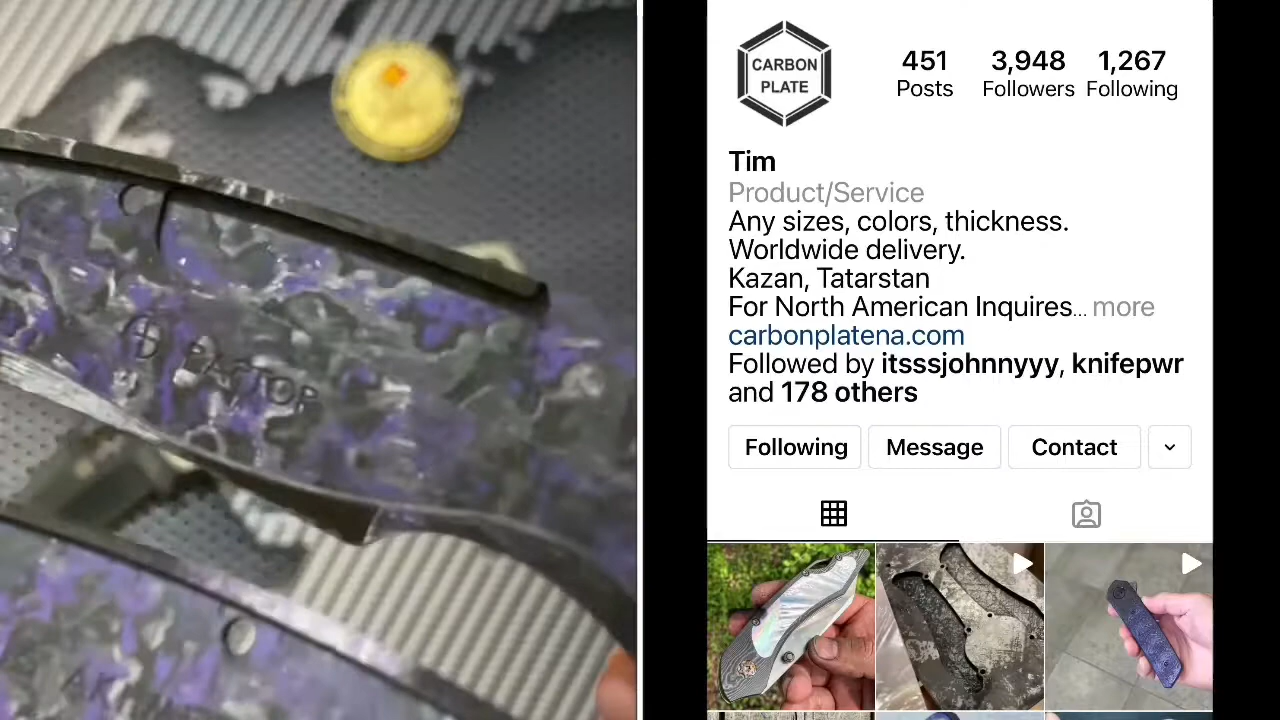 CARBON
PLATE
451 3,948 1,267
Posts Followers Following
Tim
Product/Service
Any sizes, colors, thickness.
Worldwide delivery.
Kazan, Tatarstan
For North American Inquires... more
carbonplatena.com
Followed by itsssjohnnyyy, knifepwr
and 178 others
Following Message Contact